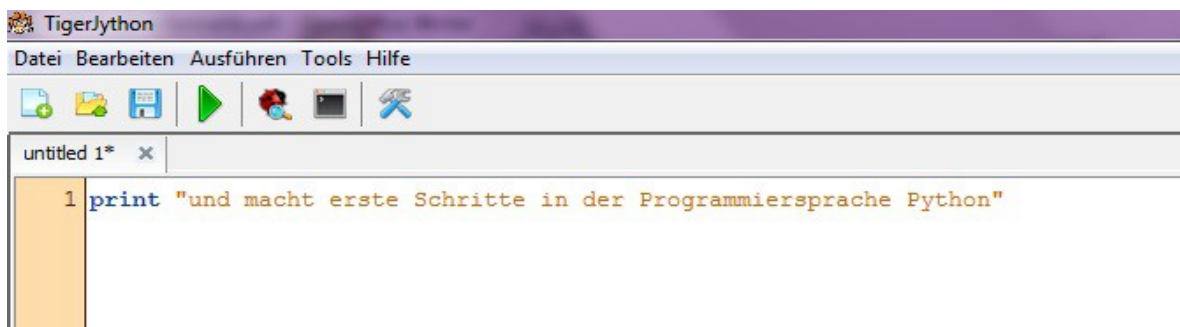 TigerJython
Datei Bearbeiten Ausführen Tools Hilfe
untitled 1*
1 print "und macht erste Schritte in der Programmiersprache Python"